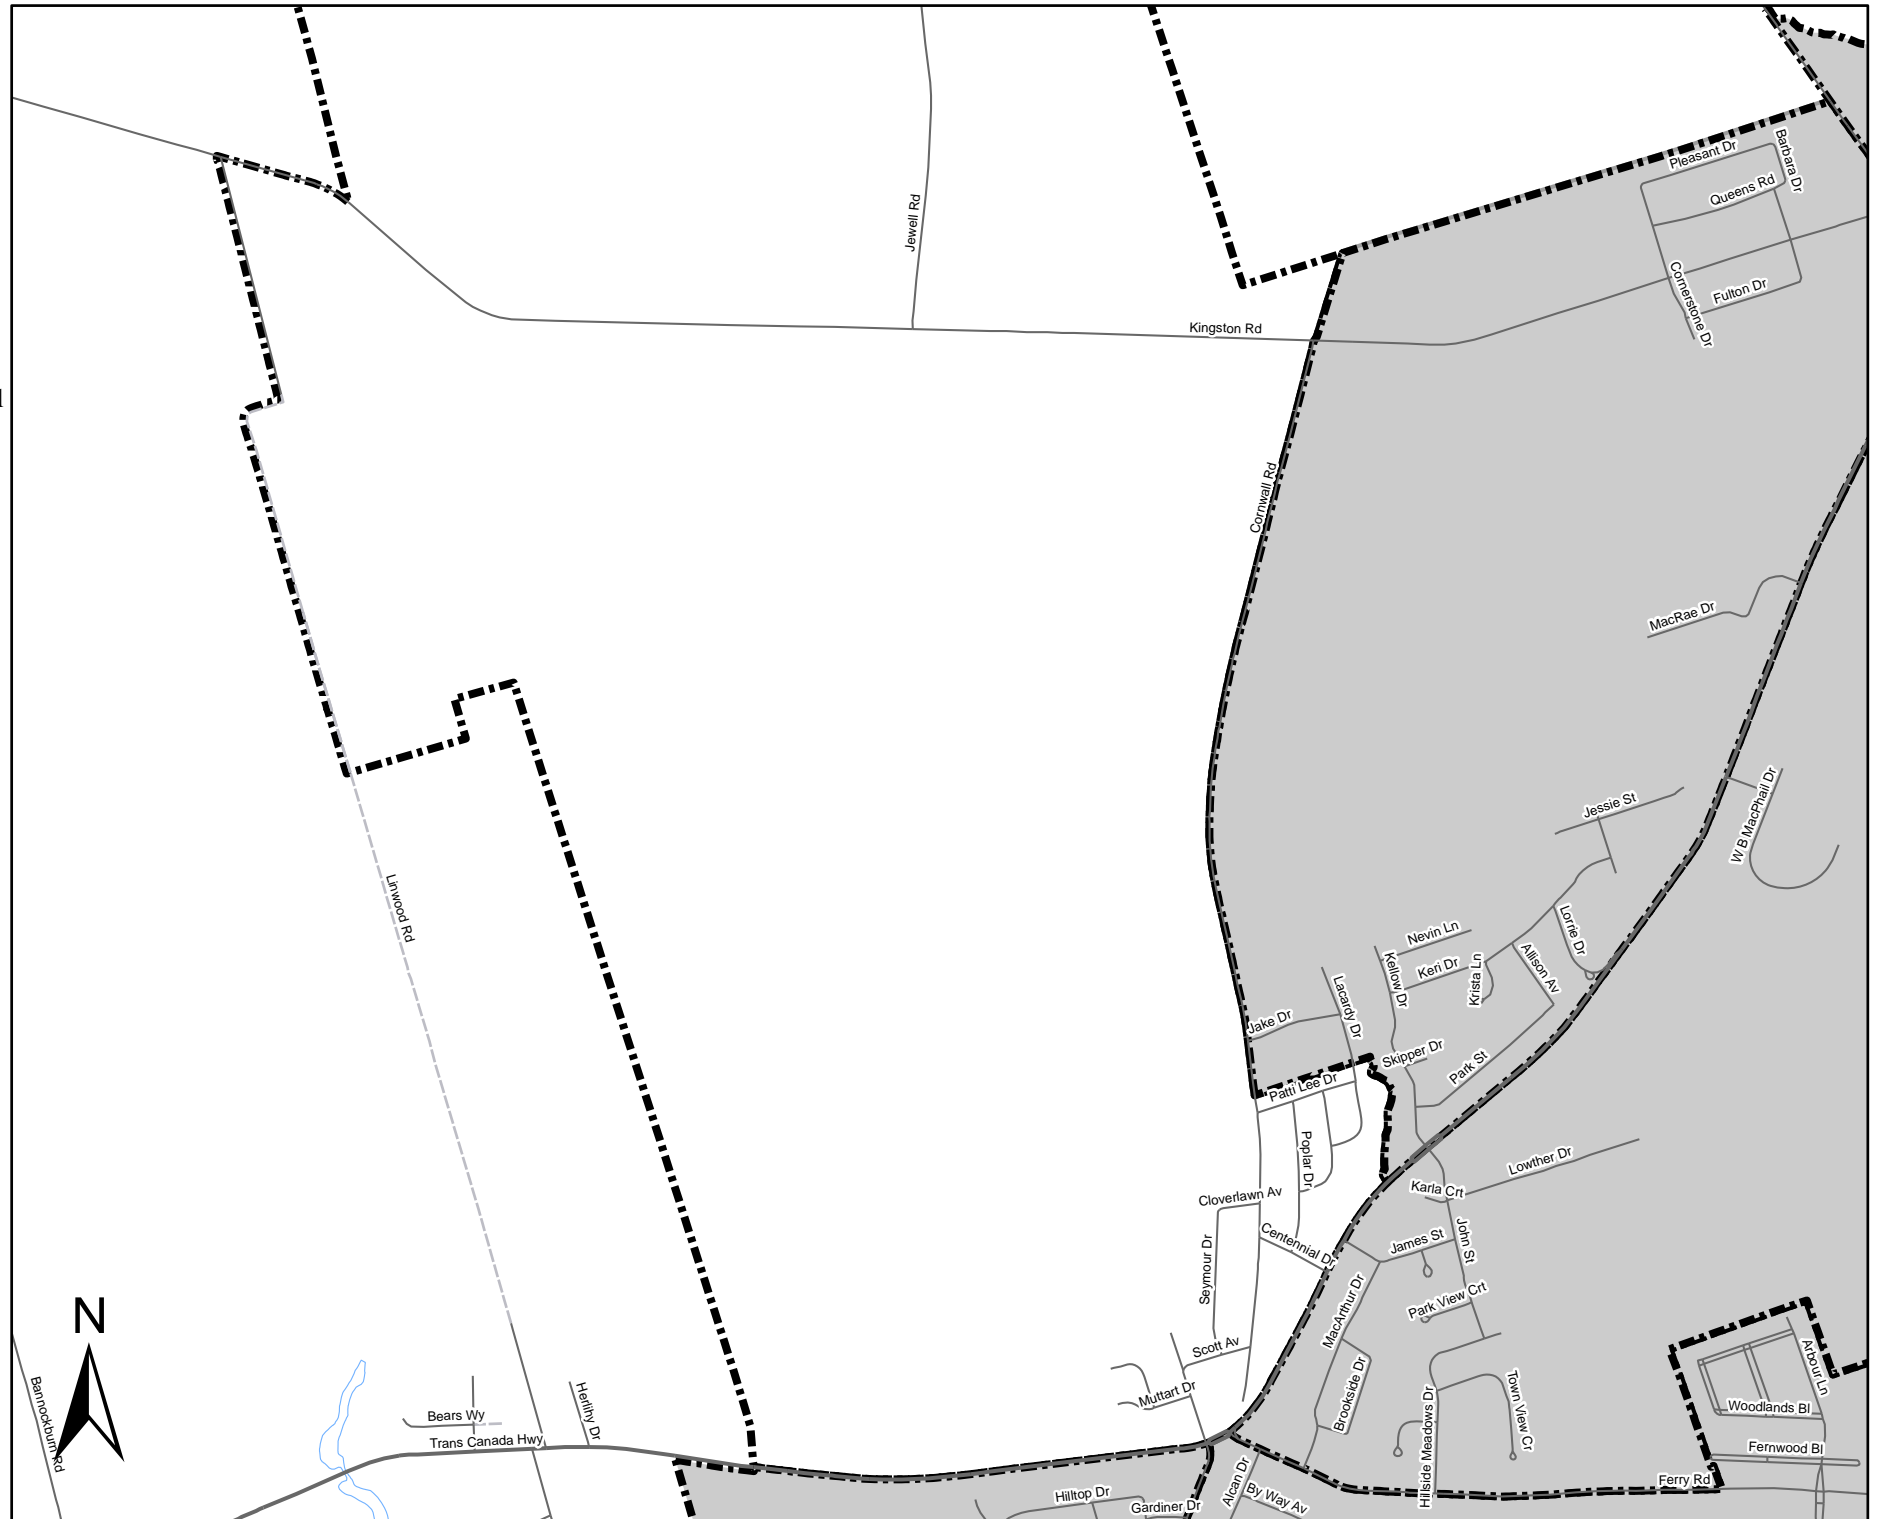 Pleasant Dr
Barbara Dr
Queens Rd
Jewell Rd
Cornerstone Dr
Fulton Dr
Kingston Rd
Cornwall Rd
MacRae Dr
W B MacPhail Dr
Jessie St
Linwood Rd
Lorrie Dr
Nevin Ln
Allison Av
Keri Dr
Krista Ln
Kellow Dr
Lacardy Dr
Jake Dr
Skipper Dr
Park St
Patti Lee Dr
Poplar Dr
Lowther Dr
Karla Crt
Cloverlawn Av
Centennial Dr
James St
John St
Seymour Dr
MacArthur Dr
Park View Crt
N
Scott Av
Arbour Ln
Muttart Dr
Brookside Dr
Town View Cr
Hillside Meadows Dr
Woodlands Bl
Bannockburn Rd
Bears Wy
Herlihy Dr
Trans Canada Hwy
Fernwood Bl
Ferry Rd
Alcan Dr
By Way Av
Hilltop Dr
Gardiner Dr